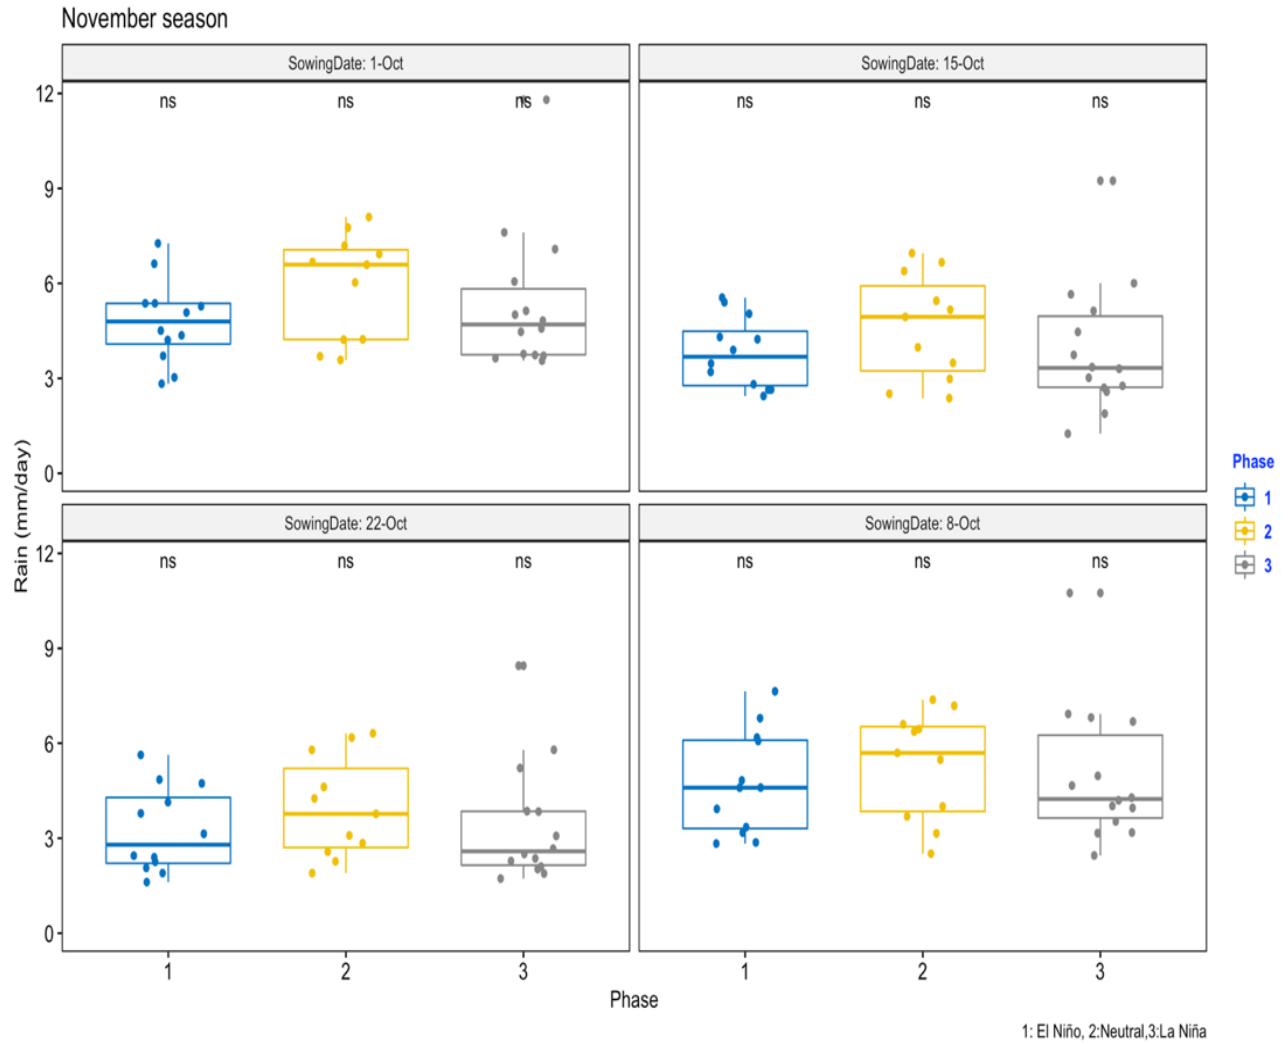 November season
SowingDate: 1-Oct
SowingDate: 15-Oct
12
ns
ns
ns
ns
ns
ns
9
6
3
0
SowingDate: 22-Oct
SowingDate: 8-Oct
12
ns
ns
ns
ns
ns
ns
9
6
3
0
Rain (mm/day)
1
2
3
1
2
3
Phase
Phase
1
2
3
1: El Niño, 2:Neutral,3:La Niña